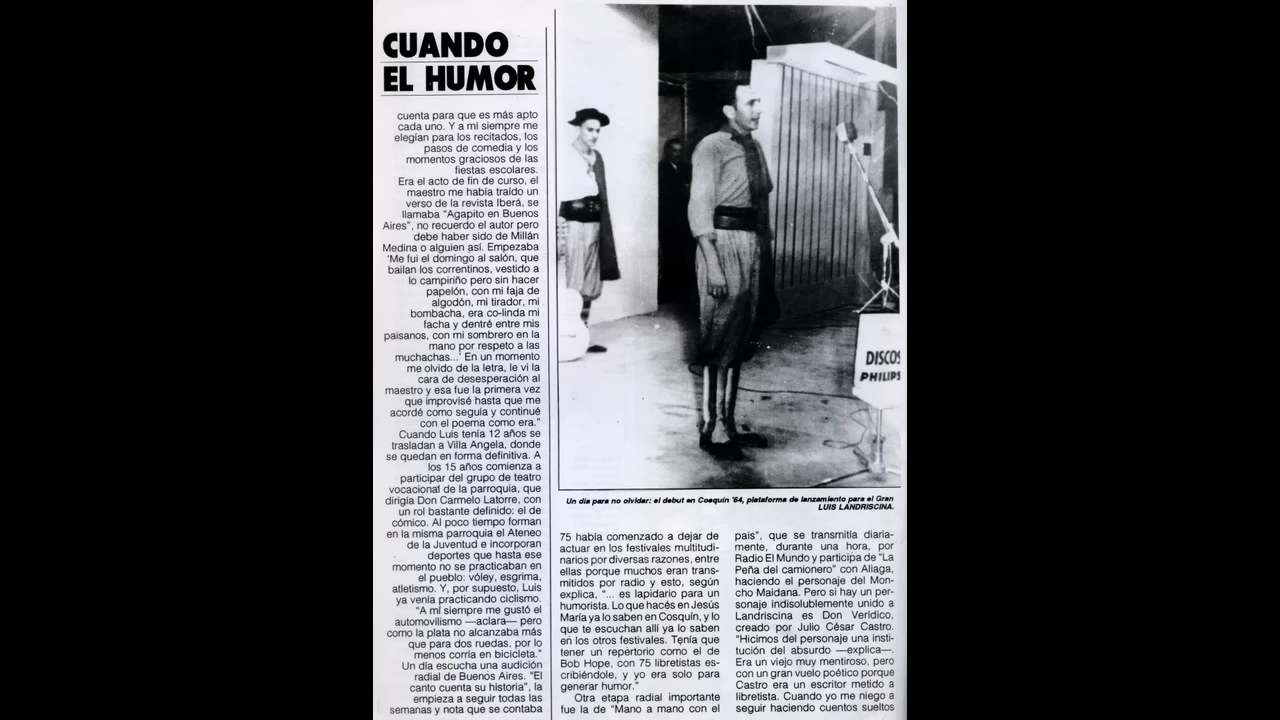 CUANDO
EL HUMOR
cuenta para que es más apto
cada uno. Y a mí siempre me
elegían para los recitados, los
pasos de comedia y los
momentos graciosos de las
fiestas escolares.
Era el acto de fin de curso, el
maestro me había traído un
verso de la revista Iberá, se
llamaba "Agapito en Buenos
Aires", no recuerdo el autor pero
debe haber sido de Millán
Medina o alguien así. Empezaba
'Me fui el domingo al salón, que
bailan los correntinos, vestido a
lo campiriño pero sin hacer
papelón, con mi faja de
algodón, mi tirador, mi
bombacha, era co-linda mi
facha y dentré entre mis
paisanos, con mi sombrero en la
mano por respeto a las
muchachas...' En un momento
me olvido de la letra, le vi la
cara de desesperación al
maestro y esa fue la primera vez
que improvisé hasta que me
acordé como seguía y continué
con el poema como era."
Cuando Luis tenía 12 años se
trasladan a Villa Angela, donde
se quedan en forma definitiva. A
los 15 años comienza a
participar del grupo de teatro
vocacional de la parroquia, que
dirigía Don Carmelo Latorre, con
un rol bastante definido: el de
cómico. Al poco tiempo forman
en la misma parroquia el Ateneo
de la Juventud e incorporan
deportes que hasta ese
momento no se practicaban en
el pueblo: vóley, esgrima,
atletismo. Y, por supuesto, Luis
ya venía practicando ciclismo.
"A mí siempre me gustó el
automovilismo —aclara— pero
como la plata no alcanzaba más
que para dos ruedas, por lo
menos corría en bicicleta."
Un día escucha una audición
radial de Buenos Aires. "El
canto cuenta su historia", la
empieza a seguir todas las
semanas y nota que se contaba
DISCOS
PHILIPS
Un día para no olvidar: el debut en Cosquín '64, plataforma de lanzamiento para el Gran
LUIS LANDRISCINA.
75 había comenzado a dejar de
actuar en los festivales multitudi-
narios por diversas razones, entre
ellas porque muchos eran trans-
mitidos por radio y esto, según
explica, "... es lapidario para un
humorista. Lo que hacés en Jesús
María ya lo saben en Cosquín, y lo
que te escuchan allí ya lo saben
en los otros festivales. Tenía que
tener un repertorio como el de
Bob Hope, con 75 libretistas es-
cribiéndole, y yo era solo para
generar humor."
Otra etapa radial importante
fue la de "Mano a mano con el
pais", que se transmitía diaria-
mente, durante una hora, por
Radio El Mundo y participa de "La
Peña del camionero" con Aliaga,
haciendo el personaje del Mon-
cho Maidana. Pero si hay un per-
sonaje indisolublemente unido a
Landriscina es Don Verídico,
creado por Julio César Castro.
"Hicimos del personaje una insti-
tución del absurdo —explica—.
Era un viejo muy mentiroso, pero
con un gran vuelo poético porque
Castro era un escritor metido a
libretista. Cuando yo me niego a
seguir haciendo cuentos sueltos